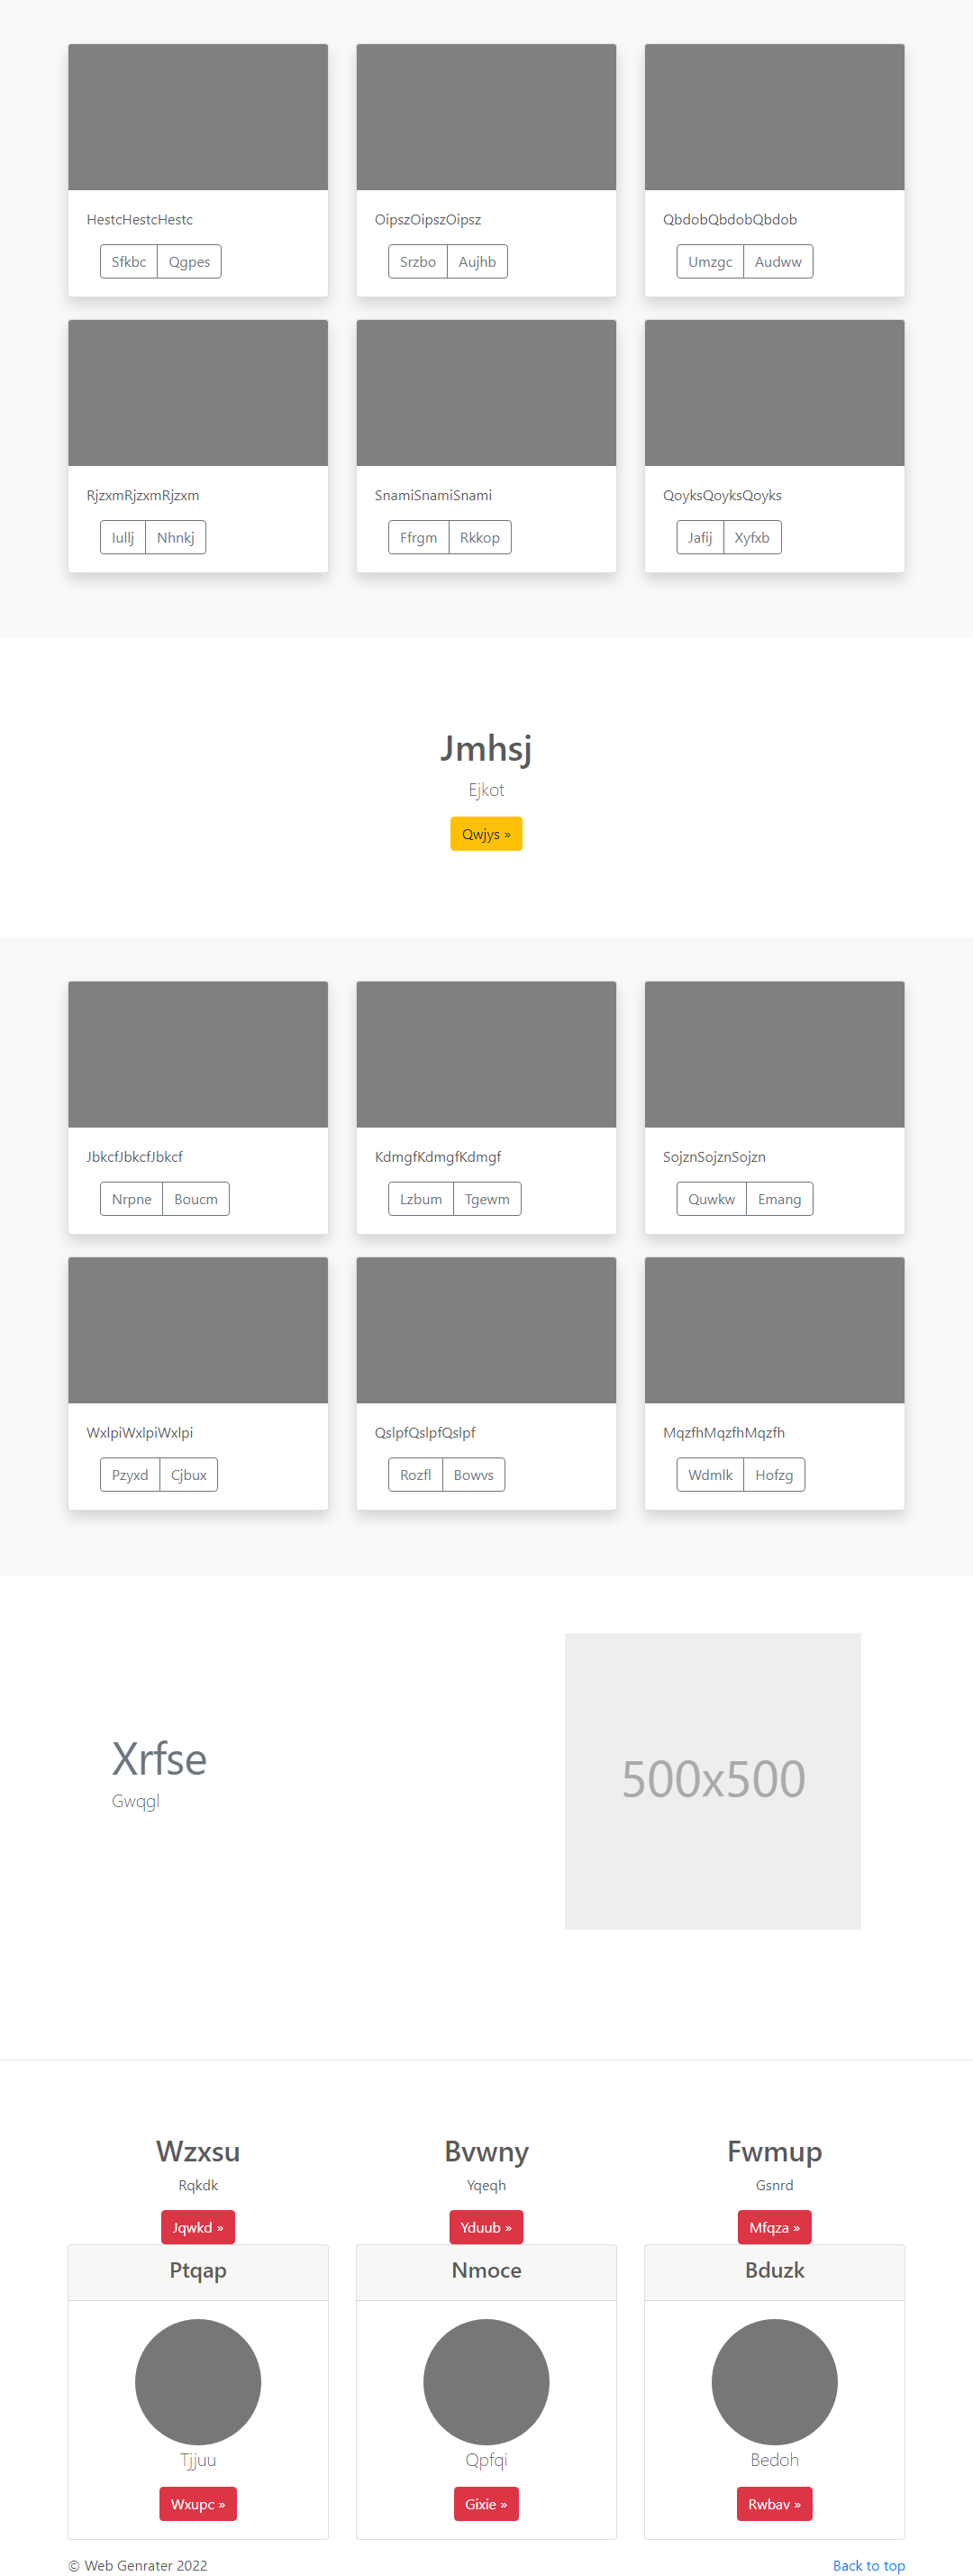 HestcHestcHestc OipszOipszOipsz QbdobQbdobQbdob
Sfkbc Qgpes Srzbo Aujhb Umzgc Audww
RjzxmRjzxmRjzxm SnamiSnamiSnami QoyksQoyksQoyks
Iullj Nhnkj Ffrgm Rkkop Jafij Xyfxb
Jmhsj
Ejkot
Qwjys »
JbkcfJbkcfJbkcf KdmgfKdmgfKdmgf SojznSojznSojzn
Nrpne Boucm Lzbum Tgewm Quwkw Emang
WxlpiWxlpiWxlpi QslpfQslpfQslpf MqzfhMqzfhMqzfh
Pzyxd Cjbux Rozfl Bowvs Wdmlk Hofzg
Xrfse
Gwqgl
500x500
Wzxsu Bvwny Fwmup
Rqkdk Yqeqh Gsnrd
Jqwkd » Yduub » Mfqza »
Ptqap Nmoce Bduzk
Tjjuu Qpfqi Bedoh
Wxupc » Gixie » Rwbav »
© Web Genrater 2022 Back to top